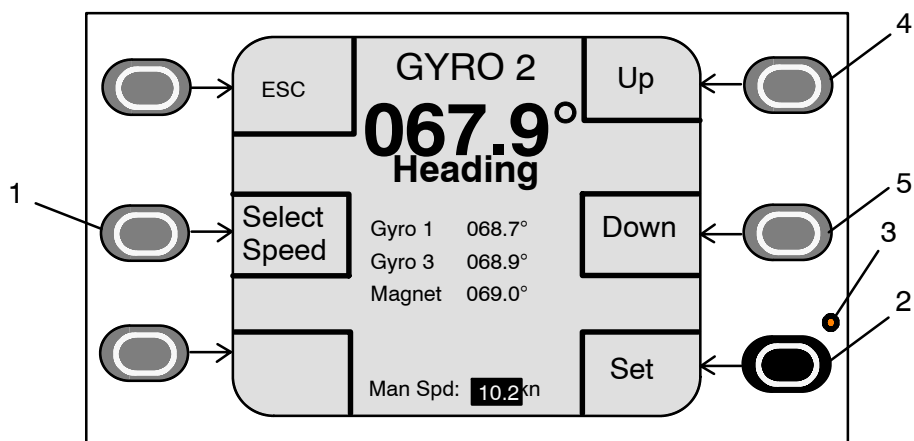 4
GYRO 2
ESC
Up
067.9°
Heading
1
Select
Speed
5
Gyro 1 068.7°
Down
3
Gyro 3 068.9°
Magnet 069.0°
2
Set
Man Spd: 10.2kn